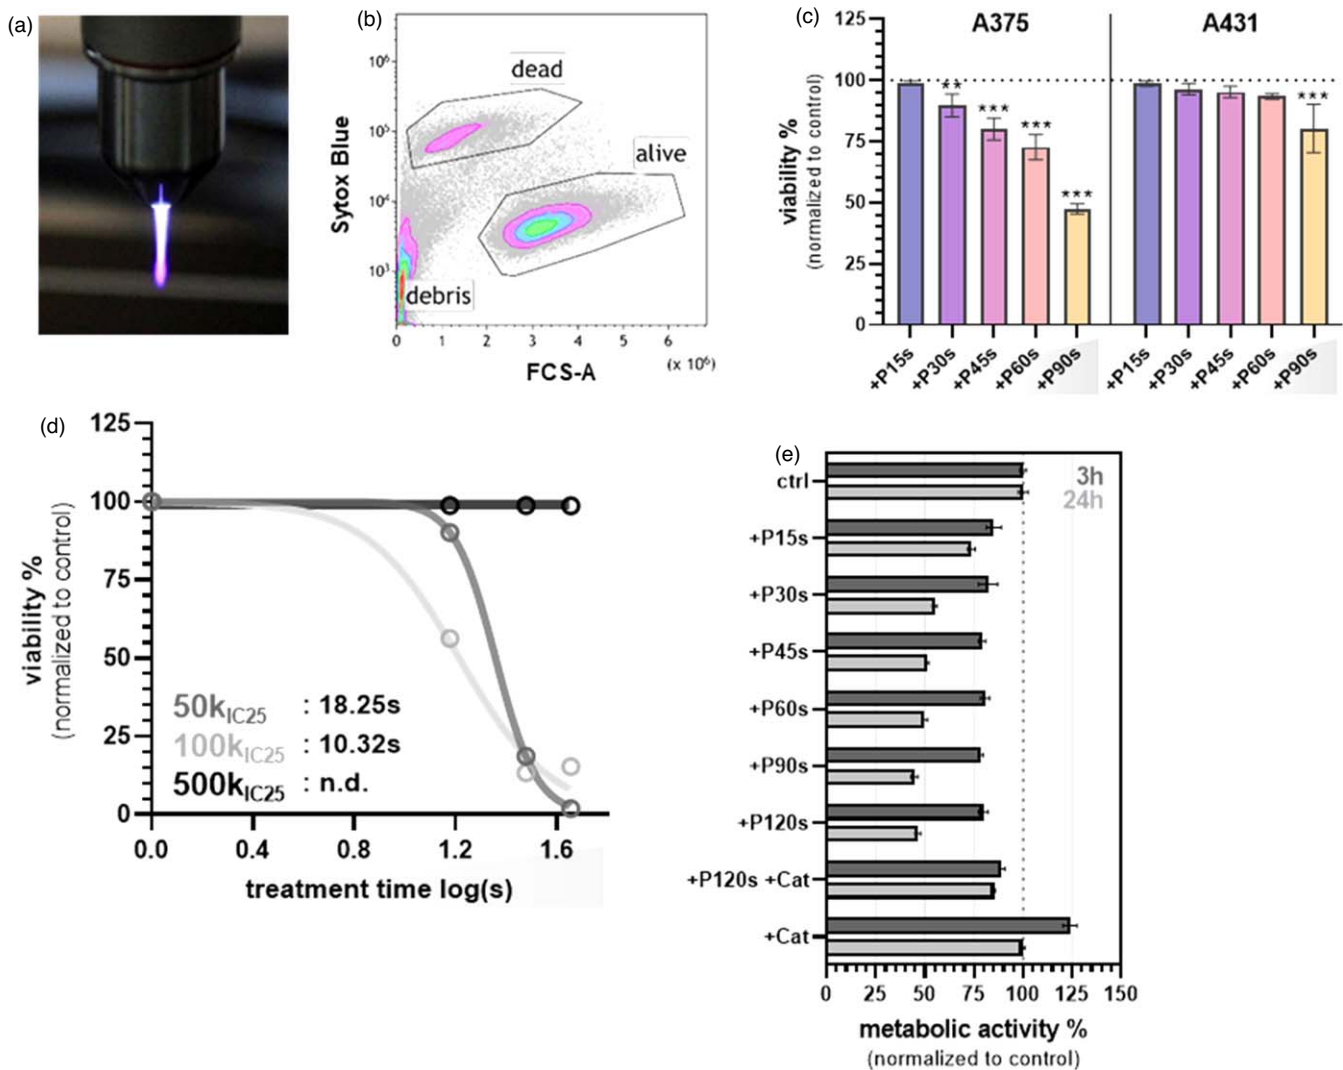 (a)
(b)
Sytox Blue
10⁶
10⁵
10⁴
10³
dead
alive
debris
0 1 2 3 4 5 6
(x 10⁶)
FCS-A
(c)
A375 A431
viability %
(normalized to control)
125
100
75
50
25
0
** *** *** *** ***
+P15s +P30s +P45s +P60s +P90s +P15s +P30s +P45s +P60s +P90s
(d)
viability %
(normalized to control)
125
100
75
50
25
0
50kIC25 : 18.25s
100kIC25 : 10.32s
500kIC25 : n.d.
0.0 0.4 0.8 1.2 1.6
treatment time log(s)
(e)
3h
24h
ctrl
+P15s
+P30s
+P45s
+P60s
+P90s
+P120s
+P120s +Cat
+Cat
0 25 50 75 100 125 150
metabolic activity %
(normalized to control)